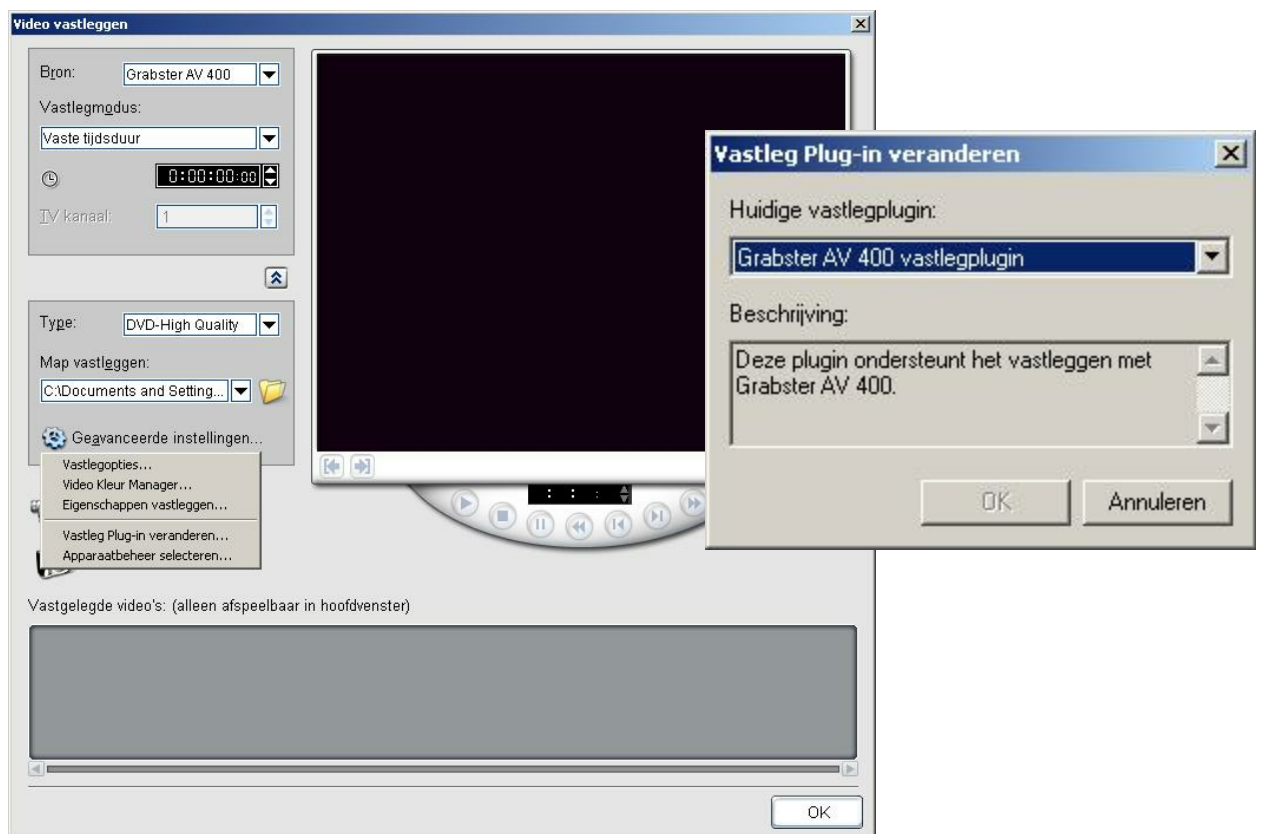 Video vastleggen
Bron:
Grabster AV 400
Vastlegmodus:
Vaste tijdsduur
0:00:00:00
TV kanaal:
1
Type:
DVD-High Quality
Map vastleggen:
C:\Documents and Setting...
Geavanceerde instellingen...
Vastlegopties...
Video Kleur Manager...
Eigenschappen vastleggen...
Vastleg Plug-in veranderen...
Apparaatbeheer selecteren...
: : :
Vastgelegde video's: (alleen afspeelbaar in hoofdvenster)
OK
Vastleg Plug-in veranderen
Huidige vastlegplugin:
Grabster AV 400 vastlegplugin
Beschrijving:
Deze plugin ondersteunt het vastleggen met
Grabster AV 400.
OK
Annuleren